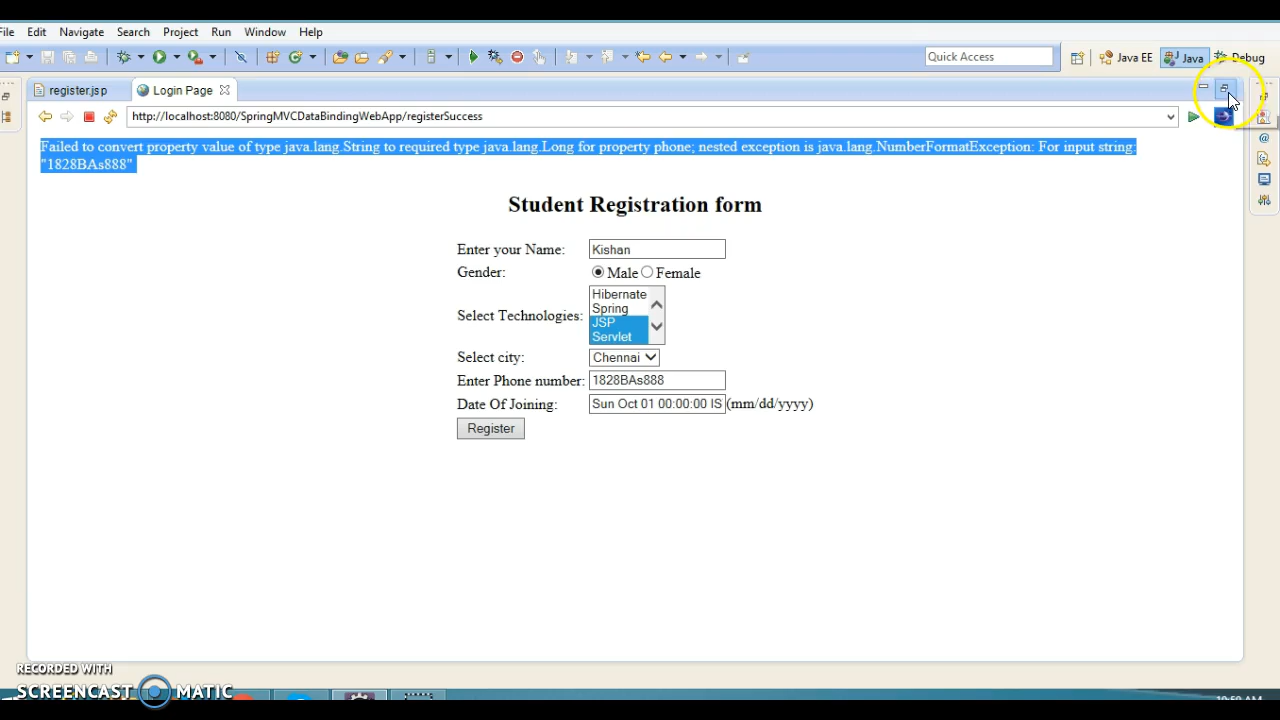 File Edit Navigate Search Project Run Window Help
Quick Access Java EE Java Debug
register.jsp Login Page
http://localhost:8080/SpringMVCDataBindingWebApp/registerSuccess
Failed to convert property value of type java.lang.String to required type java.lang.Long for property phone; nested exception is java.lang.NumberFormatException: For input string:
"1828BAs888"
Student Registration form
Enter your Name: Kishan
Gender: Male Female
Hibernate
Spring
Select Technologies:
JSP
Servlet
Select city: Chennai
Enter Phone number: 1828BAs888
Date Of Joining: Sun Oct 01 00:00:00 IS (mm/dd/yyyy)
Register
RECORDED WITH
SCREENCAST MATIC